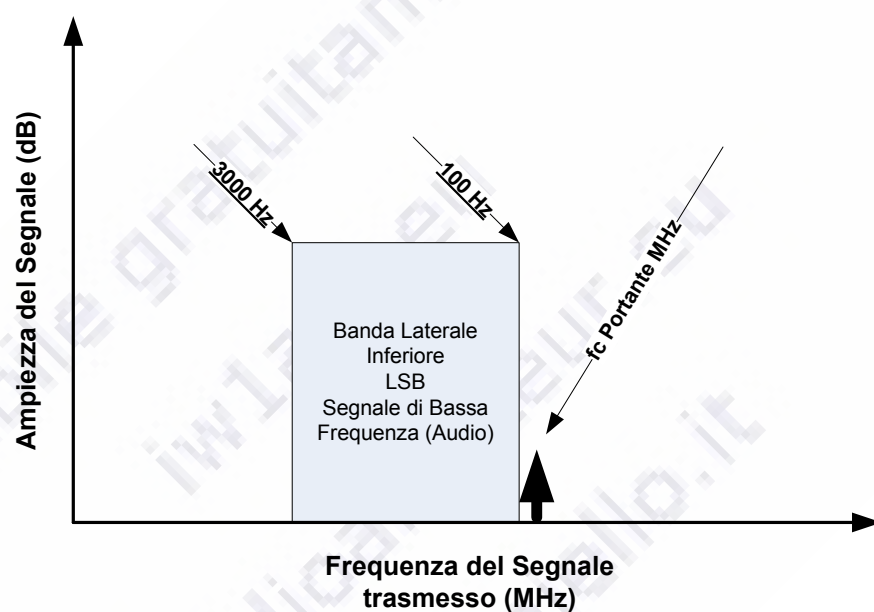 Ampiezza del Segnale (dB)
3000 Hz
100 Hz
fc Portante MHz
Banda Laterale
Inferiore
LSB
Segnale di Bassa
Frequenza (Audio)
Frequenza del Segnale
trasmesso (MHz)